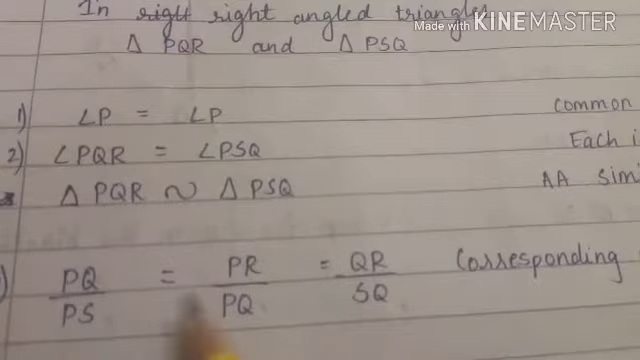 In right right angled triangles
Made with KINEMASTER
Δ PQR and Δ PSQ
1) ∠P = ∠P common
2) ∠PQR = ∠PSQ Each
Δ PQR ~ Δ PSQ AA
PQ/PS = PR/PQ = QR/SQ Corresponding